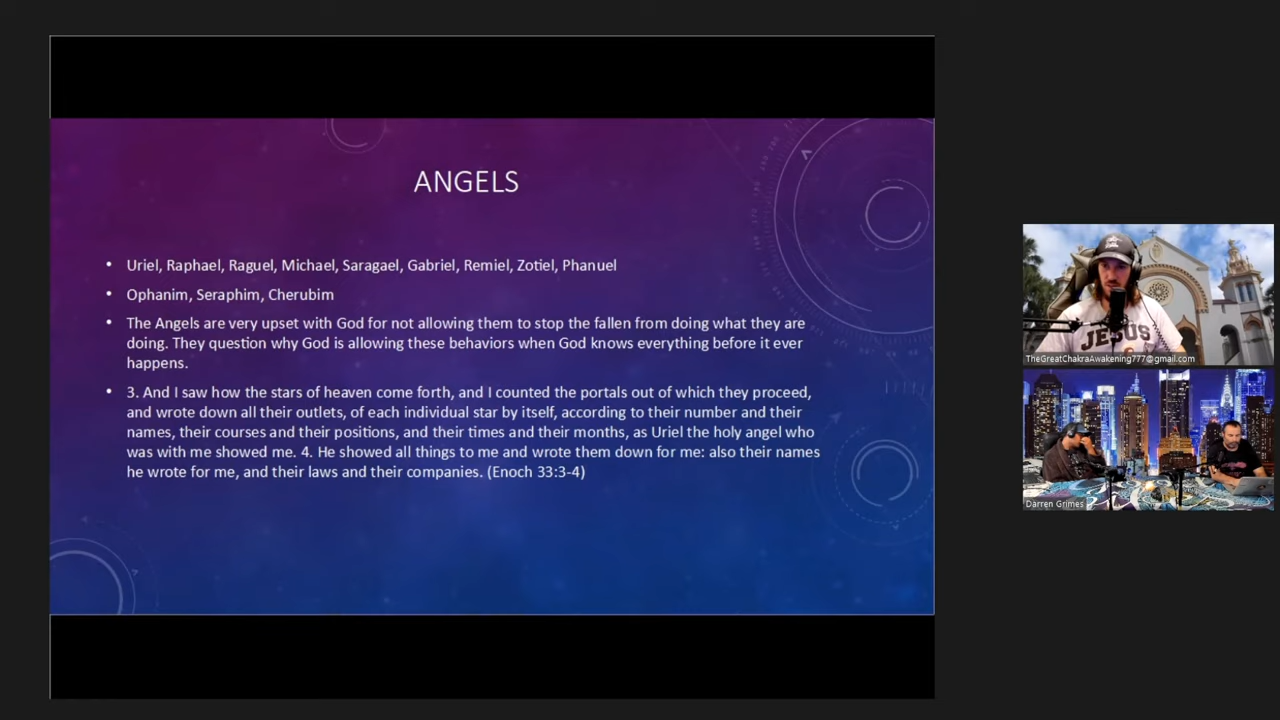 ANGELS
• Uriel, Raphael, Raguel, Michael, Saragael, Gabriel, Remiel, Zotiel, Phanuel
• Ophanim, Seraphim, Cherubim
• The Angels are very upset with God for not allowing them to stop the fallen from doing what they are
doing. They question why God is allowing these behaviors when God knows everything before it ever
happens.
• 3. And I saw how the stars of heaven come forth, and I counted the portals out of which they proceed,
and wrote down all their outlets, of each individual star by itself, according to their number and their
names, their courses and their positions, and their times and their months, as Uriel the holy angel who
was with me showed me. 4. He showed all things to me and wrote them down for me: also their names
he wrote for me, and their laws and their companies. (Enoch 33:3-4)
JESUS
TheGreatChakraAwakening777@gmail.com
Darren Grimes